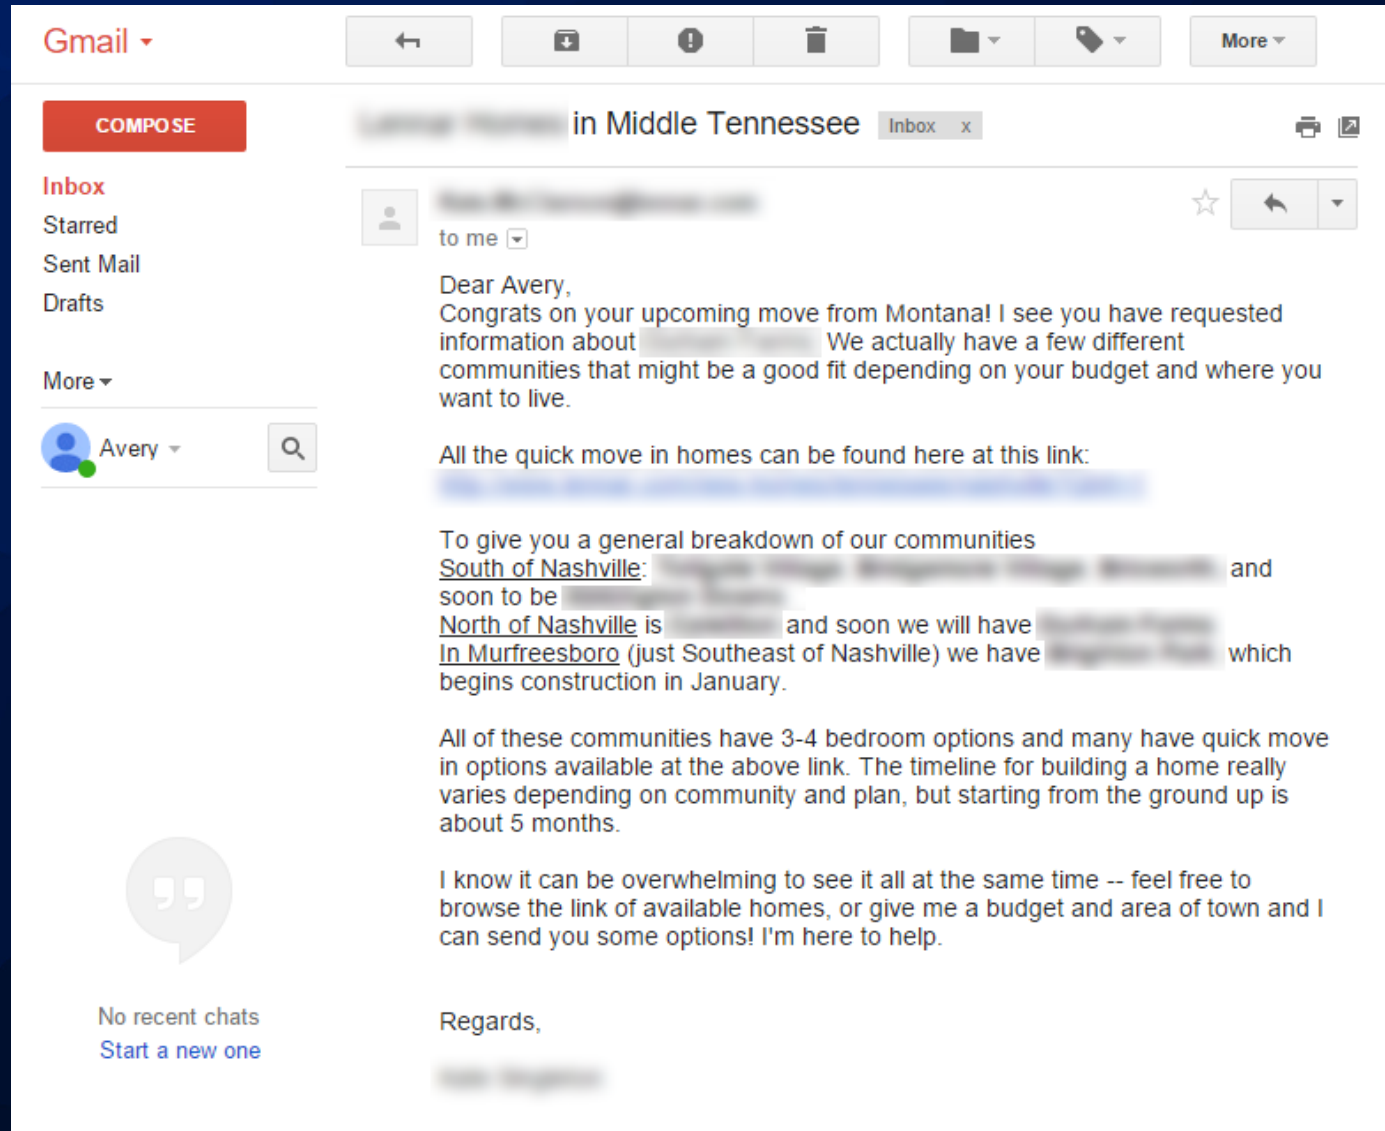 Gmail
More
COMPOSE
in Middle Tennessee Inbox x
Inbox
Starred
Sent Mail
Drafts
More
Avery
No recent chats
Start a new one
to me
Dear Avery,
Congrats on your upcoming move from Montana! I see you have requested
information about We actually have a few different
communities that might be a good fit depending on your budget and where you
want to live.
All the quick move in homes can be found here at this link:
To give you a general breakdown of our communities
South of Nashville: and
soon to be
North of Nashville is and soon we will have
In Murfreesboro (just Southeast of Nashville) we have which
begins construction in January.
All of these communities have 3-4 bedroom options and many have quick move
in options available at the above link. The timeline for building a home really
varies depending on community and plan, but starting from the ground up is
about 5 months.
I know it can be overwhelming to see it all at the same time -- feel free to
browse the link of available homes, or give me a budget and area of town and I
can send you some options! I'm here to help.
Regards,